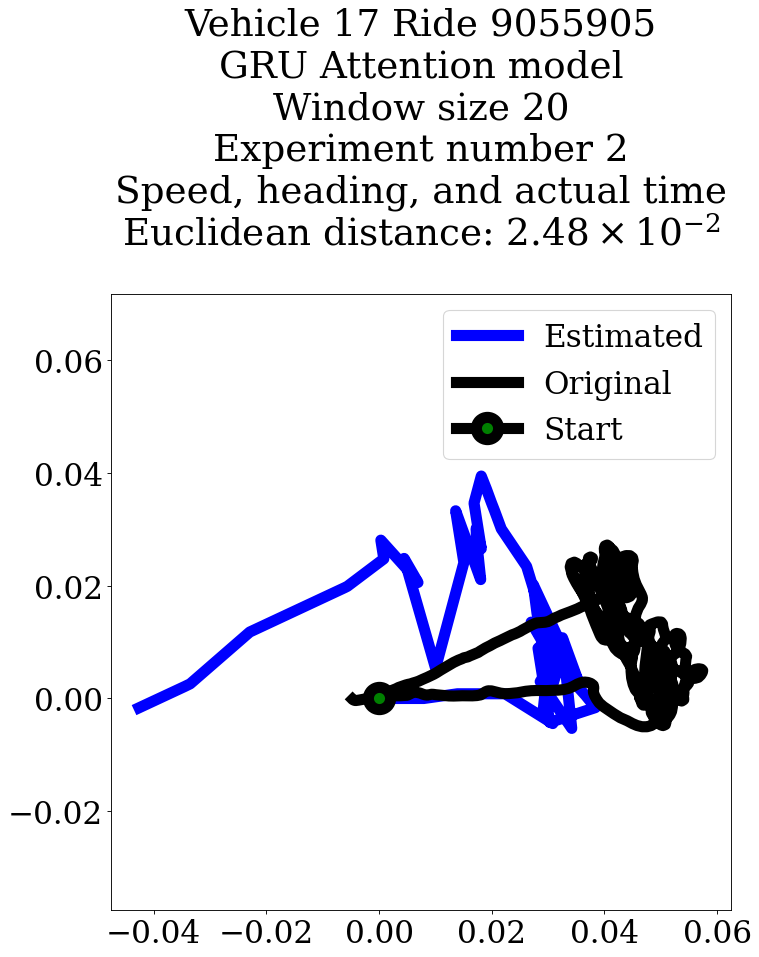 Vehicle 17 Ride 9055905
GRU Attention model
Window size 20
Experiment number 2
Speed, heading, and actual time
Euclidean distance: 2.48 × 10⁻²
Estimated
Original
Start
0.06
0.04
0.02
0.00
−0.02
−0.04 −0.02 0.00 0.02 0.04 0.06